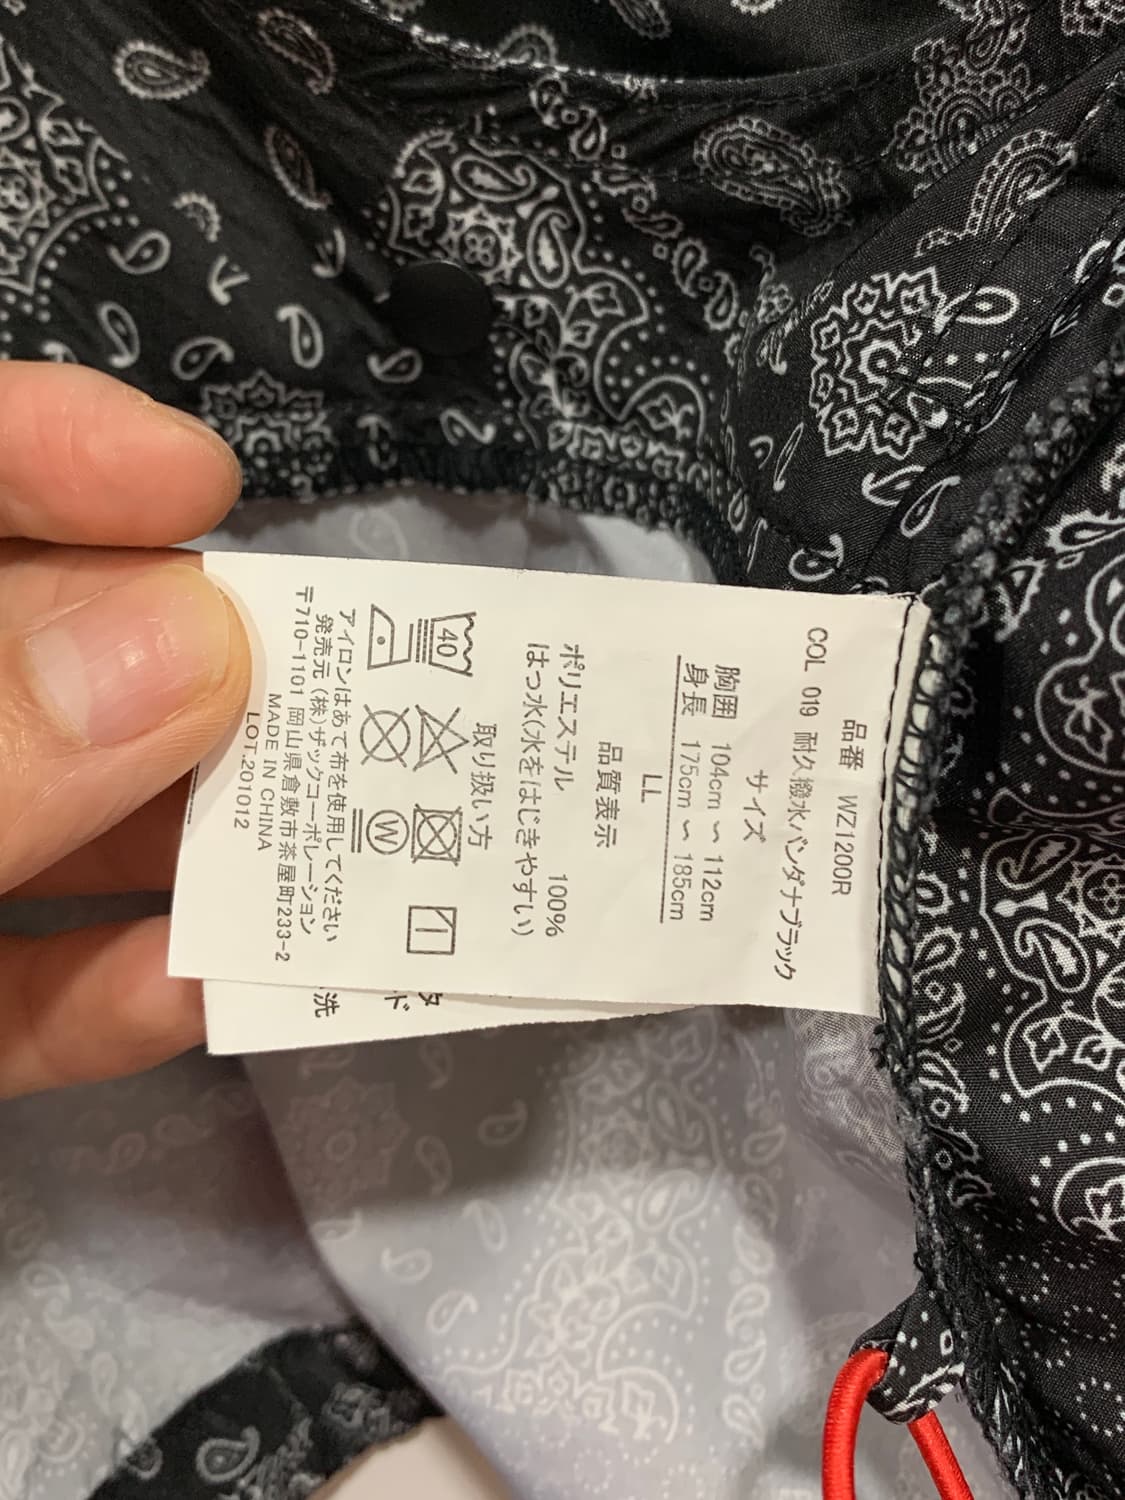 品番 WZ1200R
COL 019 耐久撥水バンダナブラック
サイズ
胸囲 104cm ~ 112cm
身長 175cm ~ 185cm
LL
品質表示
ポリエステル 100%
はっ水(水をはじきやすい)
取り扱い方
40
W
アイロンはあて布を使用してください
発売元 (株)ザックコーポレーション
〒710-1101 岡山県倉敷市茶屋町233-2
MADE IN CHINA
LOT.201012
タ
ド
洗